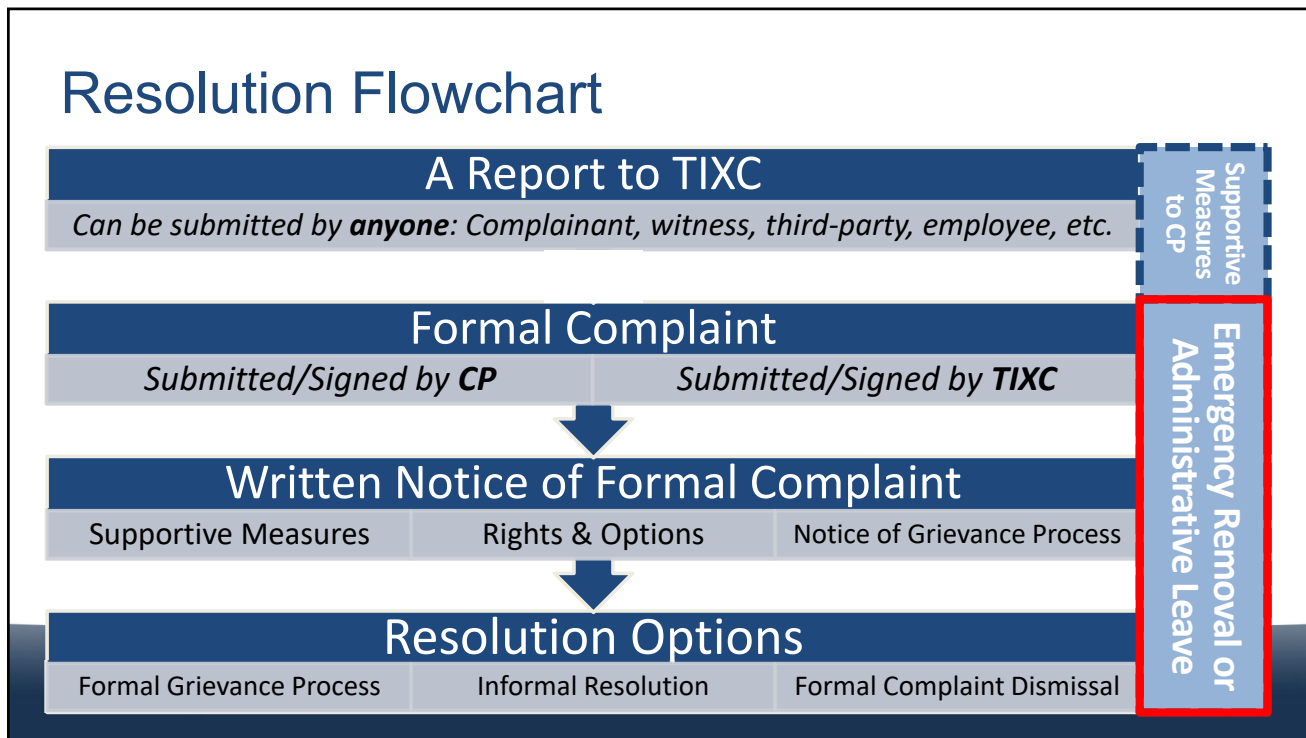 Resolution Flowchart
A Report to TIXC
Can be submitted by anyone: Complainant, witness, third-party, employee, etc.
Supportive
Measures
to CP
Formal Complaint
Submitted/Signed by CP
Submitted/Signed by TIXC
Written Notice of Formal Complaint
Supportive Measures
Rights & Options
Notice of Grievance Process
Resolution Options
Formal Grievance Process
Informal Resolution
Formal Complaint Dismissal
Emergency Removal or
Administrative Leave